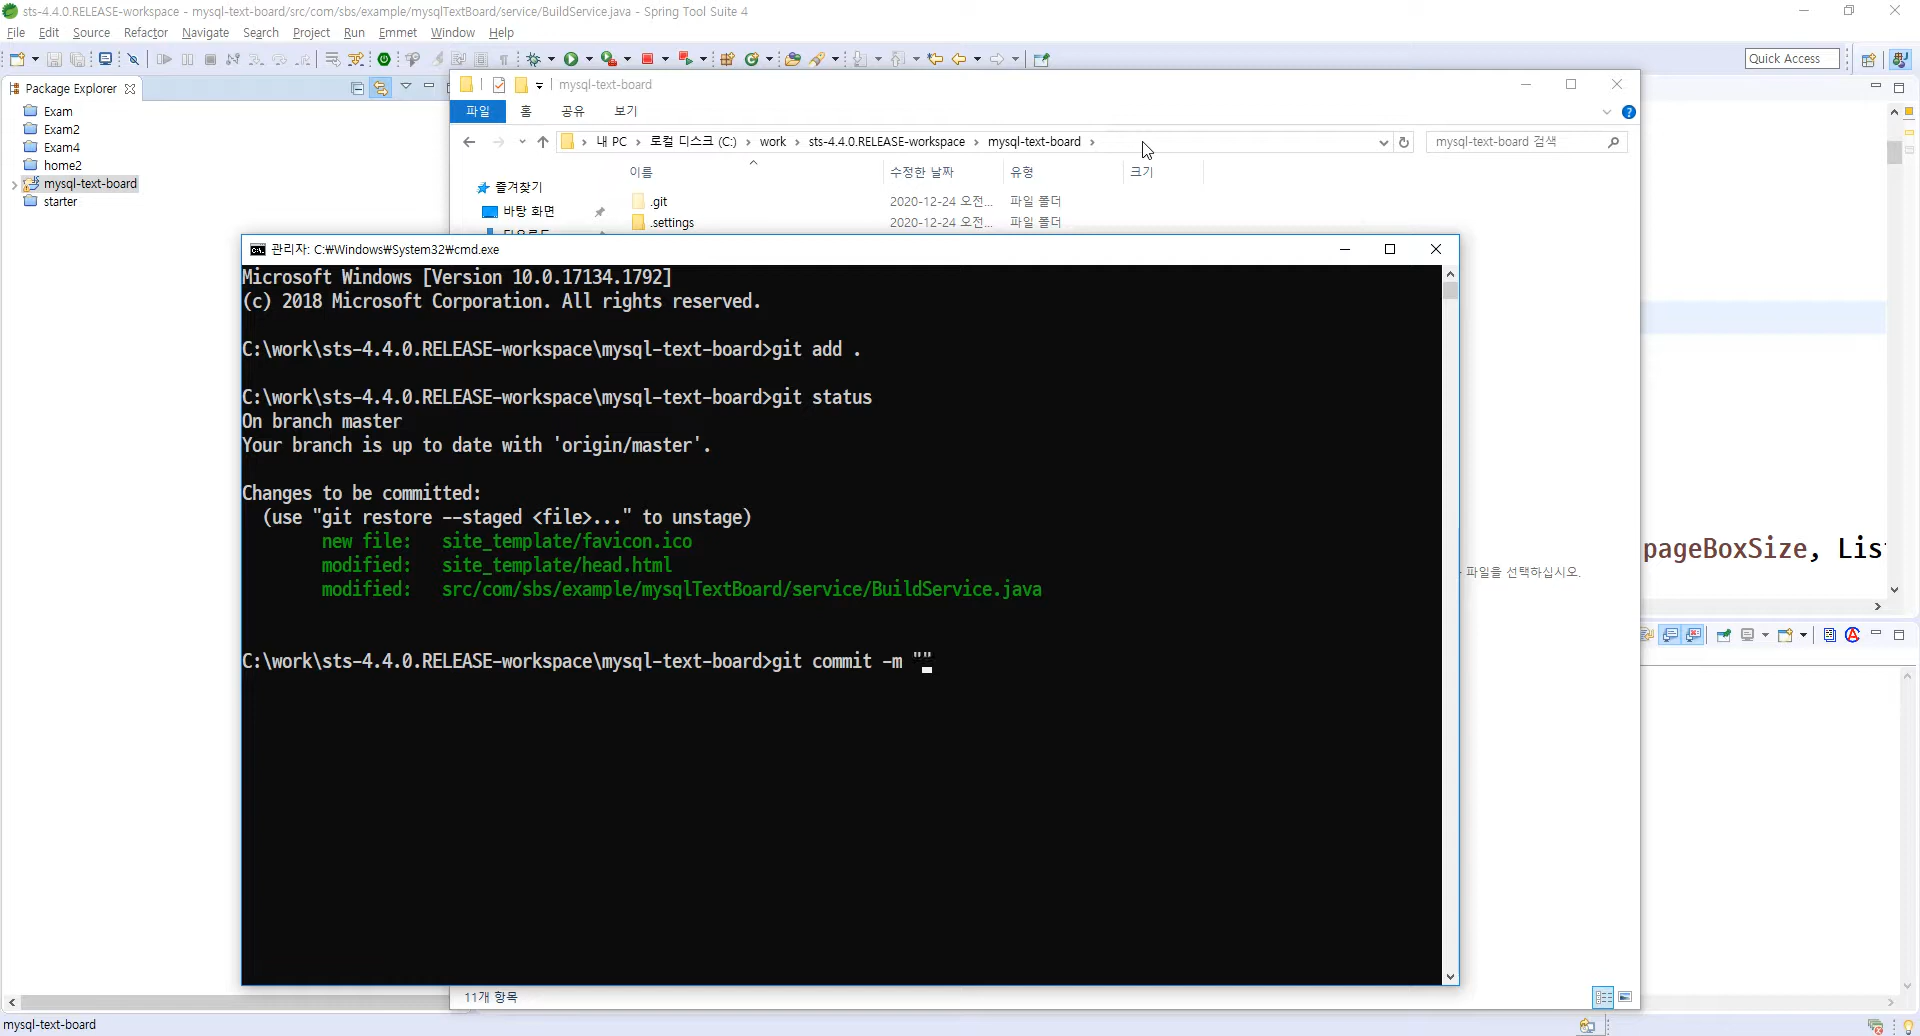 sts-4.4.0.RELEASE-workspace - mysql-text-board/src/com/sbs/example/mysqlTextBoard/service/BuildService.java - Spring Tool Suite 4
File Edit Source Refactor Navigate Search Project Run Emmet Window Help
Quick Access
Package Explorer
Exam
Exam2
Exam4
home2
mysql-text-board
starter
mysql-text-board
파일 홈 공유 보기
내 PC › 로컬 디스크 (C:) › work › sts-4.4.0.RELEASE-workspace › mysql-text-board ›
mysql-text-board 검색
이름 수정한 날짜 유형 크기
즐겨찾기
바탕 화면
.git 2020-12-24 오전... 파일 폴더
.settings 2020-12-24 오전... 파일 폴더
관리자: C:₩Windows₩System32₩cmd.exe
Microsoft Windows [Version 10.0.17134.1792]
(c) 2018 Microsoft Corporation. All rights reserved.
C:\work\sts-4.4.0.RELEASE-workspace\mysql-text-board>git add .
C:\work\sts-4.4.0.RELEASE-workspace\mysql-text-board>git status
On branch master
Your branch is up to date with 'origin/master'.
Changes to be committed:
(use "git restore --staged <file>..." to unstage)
new file: site_template/favicon.ico
modified: site_template/head.html
modified: src/com/sbs/example/mysqlTextBoard/service/BuildService.java
C:\work\sts-4.4.0.RELEASE-workspace\mysql-text-board>git commit -m ""
pageBoxSize, Lis
파일을 선택하십시오.
11개 항목
mysql-text-board